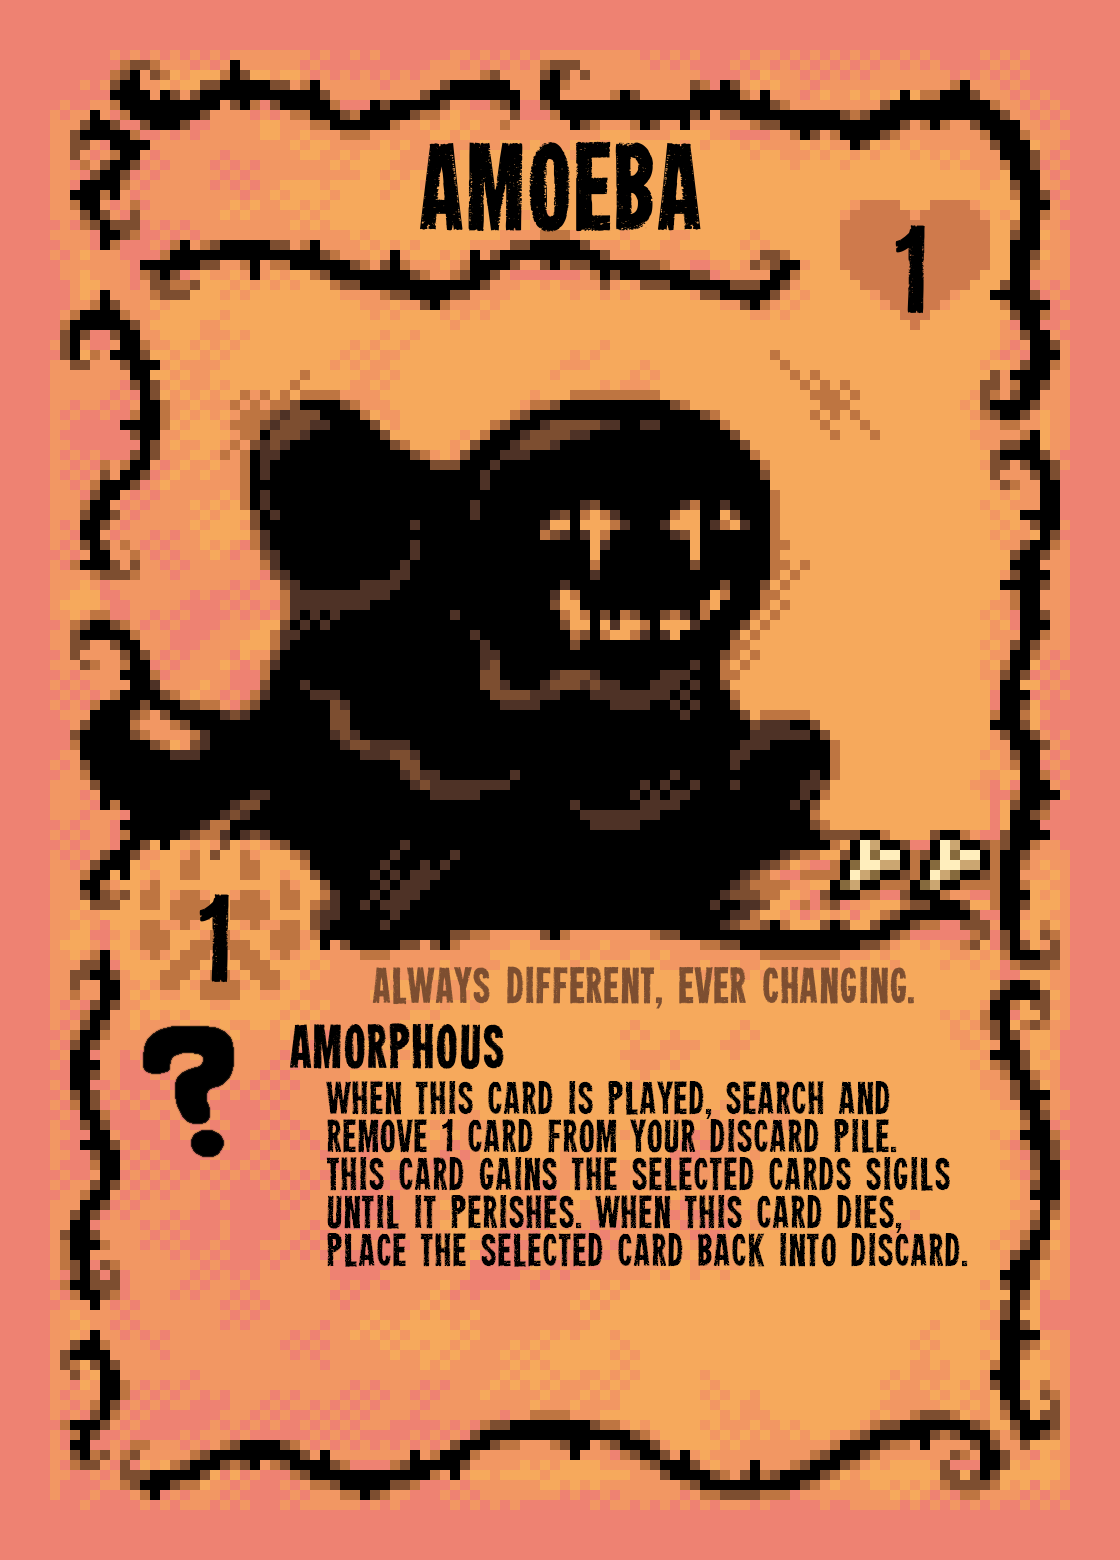 AMOEBA
1
1
ALWAYS DIFFERENT, EVER CHANGING.
?
AMORPHOUS
WHEN THIS CARD IS PLAYED, SEARCH AND
REMOVE 1 CARD FROM YOUR DISCARD PILE.
THIS CARD GAINS THE SELECTED CARDS SIGILS
UNTIL IT PERISHES. WHEN THIS CARD DIES,
PLACE THE SELECTED CARD BACK INTO DISCARD.